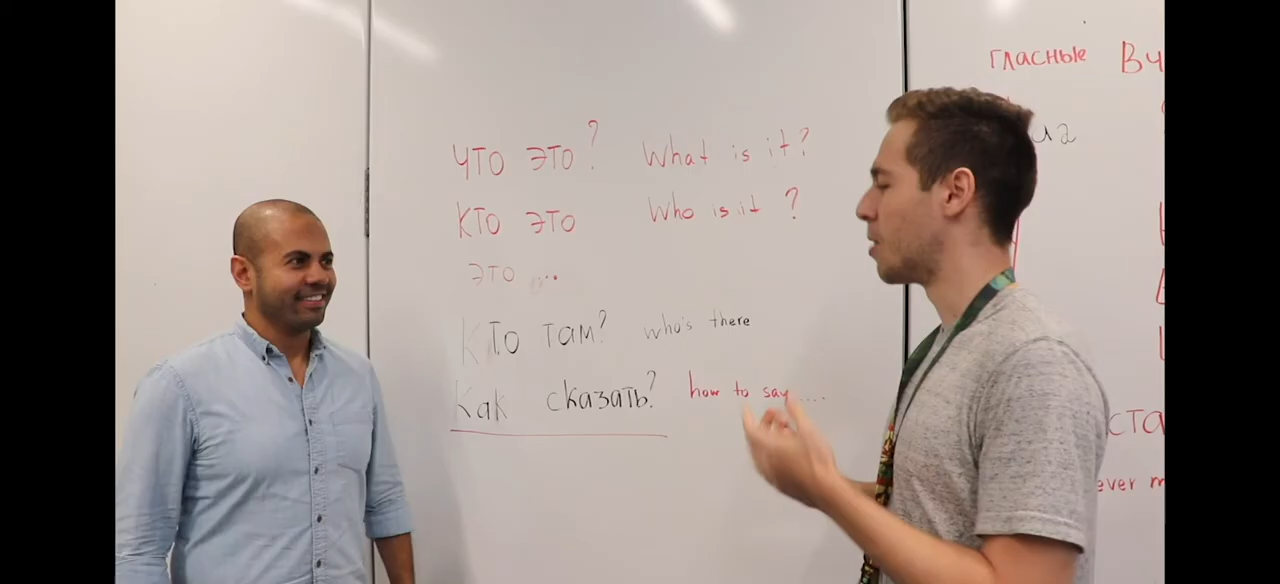 что это? What is it?
кто это Who is it?
это ...
Кто там? who's there
Как сказать? how to say ....
гласные
ever